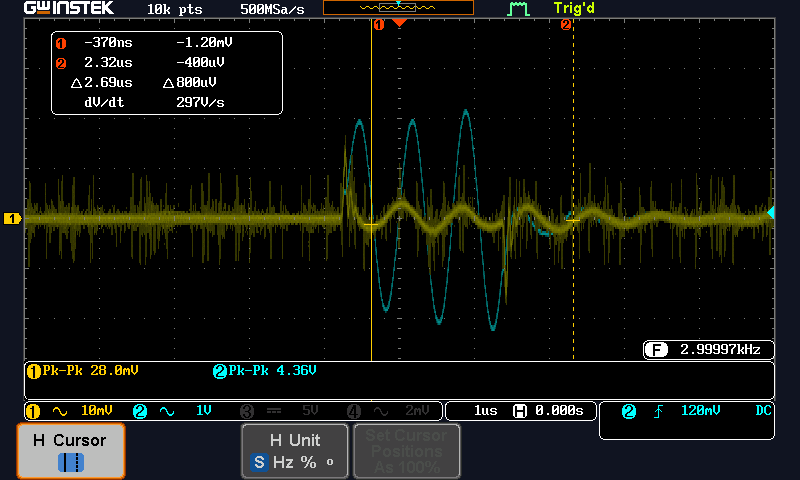 GWINSTEK 10k pts 500MSa/s Trig'd
1 2
1 -370ns -1.20mV
2 2.32us -400uV
△2.69us △800uV
dV/dt 297V/s
1
F 2.99997kHz
1 Pk-Pk 28.0mV 2 Pk-Pk 4.36V
1 ∿ 10mV 2 ∿ 1V 3 5V 4 ∿ 2mV 1us H 0.000s 2 120mV DC
H Cursor
H Unit
S Hz % °
Set Cursor
Positions
As 100%